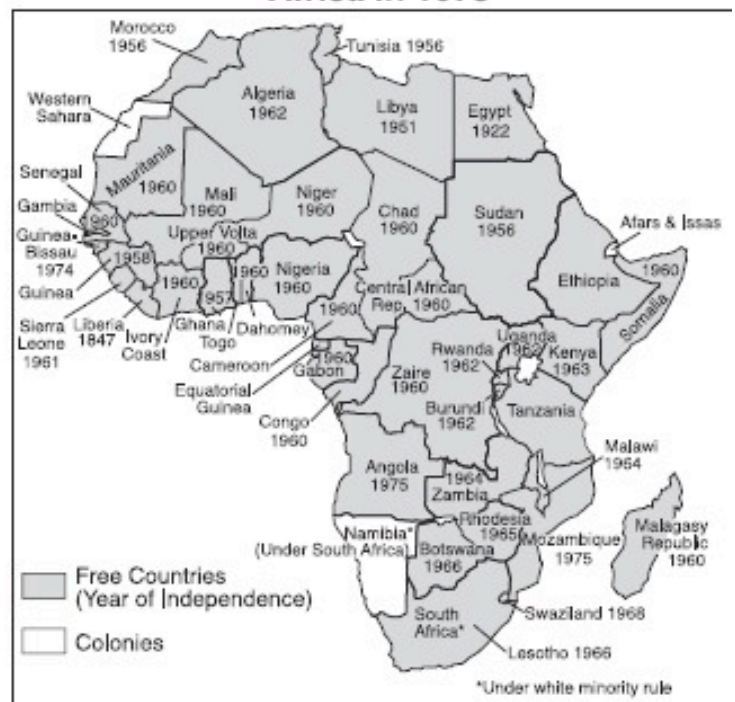 Morocco
1956
Tunisia 1956
Western
Sahara
Algeria
1962
Libya
1951
Egypt
1922
Senegal
1960
Mauritania
1960
Mali
1960
Niger
1960
Chad
1960
Sudan
1956
Afars & Issas
Gambia
Guinea-
Bissau
1974
Guinea
1958
Upper Volta
1960
Nigeria
1960
Central African
Rep. 1960
Ethiopia
1960
Somalia
Sierra
Leone
1961
Liberia
1847
Ivory
Coast
1960
Ghana
1957
Togo
1960
Dahomey
Cameroon
1960
Equatorial
Guinea
Gabon
1960
Congo
1960
Zaire
1960
Rwanda
1962
Burundi
1962
Uganda
1962
Kenya
1963
Tanzania
Angola
1975
1964
Zambia
Malawi
1964
Rhodesia
1965
Mozambique
1975
Malagasy
Republic
1960
Namibia*
(Under South Africa)
Botswana
1966
South
Africa*
Swaziland 1968
Lesotho 1966
Free Countries
(Year of Independence)
Colonies
*Under white minority rule